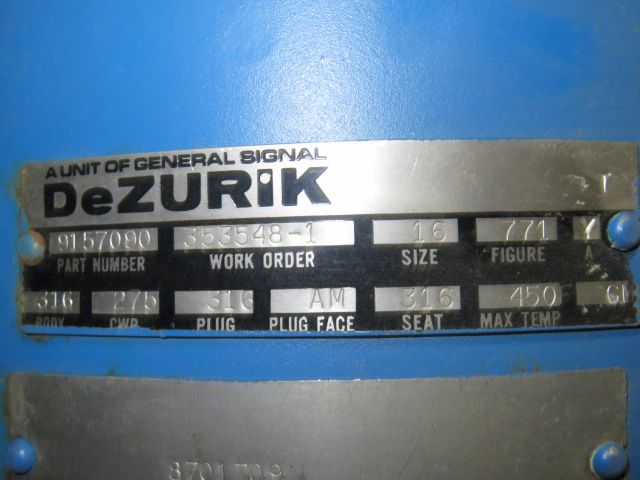 A UNIT OF GENERAL SIGNAL
DeZURIK T
9157090 353548-1 16 771 Y
PART NUMBER WORK ORDER SIZE FIGURE A
316 275 316 AM 316 450F
BODY CWP PLUG PLUG FACE SEAT MAX TEMP